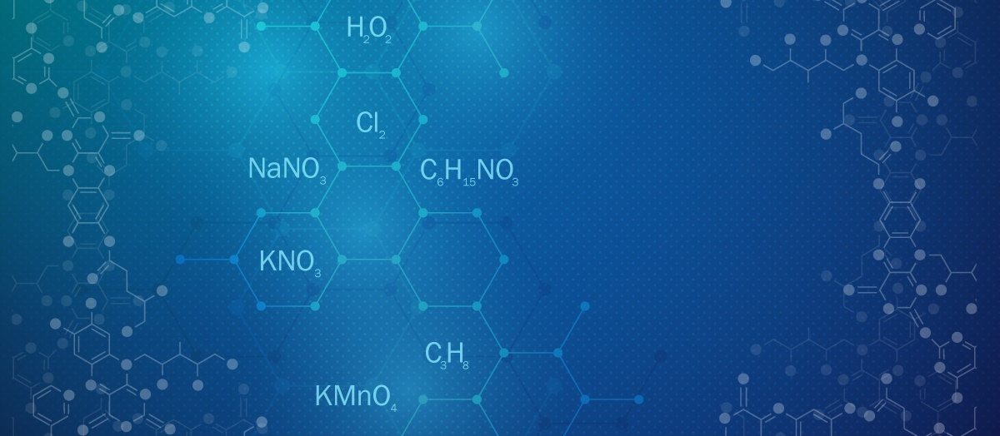 H₂O₂
Cl₂
NaNO₃ C₆H₁₅NO₃
KNO₃
C₃H₈
KMnO₄